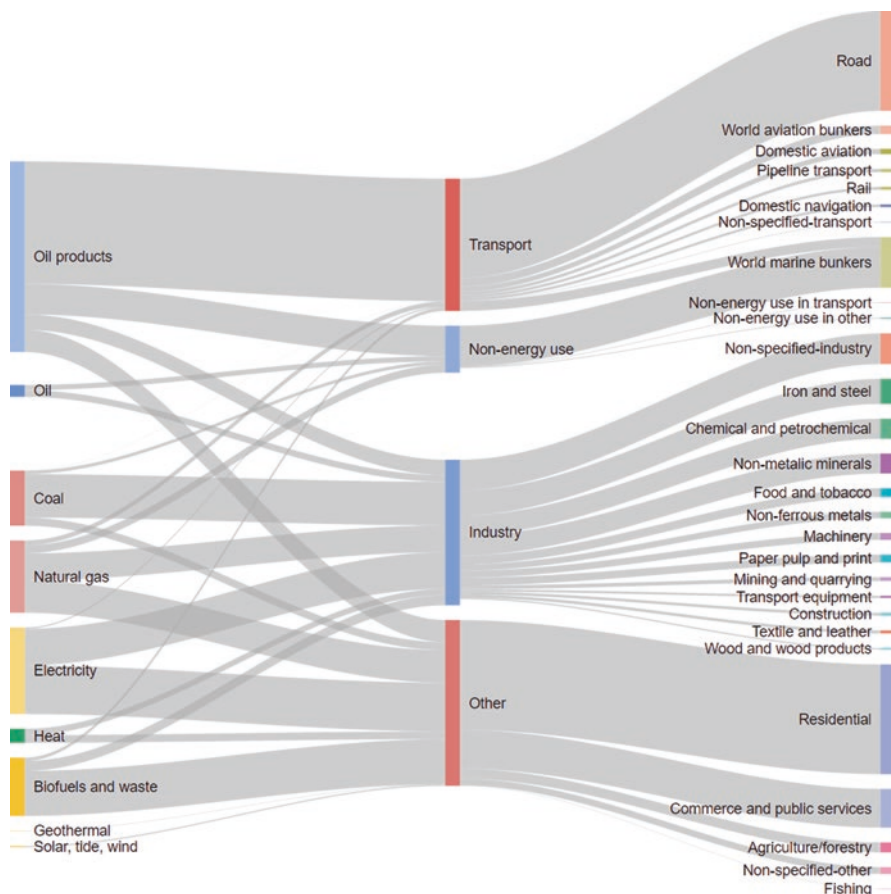 Oil products
Oil
Coal
Natural gas
Electricity
Heat
Biofuels and waste
Geothermal
Solar, tide, wind
Transport
Non-energy use
Industry
Other
Road
World aviation bunkers
Domestic aviation
Pipeline transport
Rail
Domestic navigation
Non-specified-transport
World marine bunkers
Non-energy use in transport
Non-energy use in other
Non-specified-industry
Iron and steel
Chemical and petrochemical
Non-metalic minerals
Food and tobacco
Non-ferrous metals
Machinery
Paper pulp and print
Mining and quarrying
Transport equipment
Construction
Textile and leather
Wood and wood products
Residential
Commerce and public services
Agriculture/forestry
Non-specified-other
Fishing